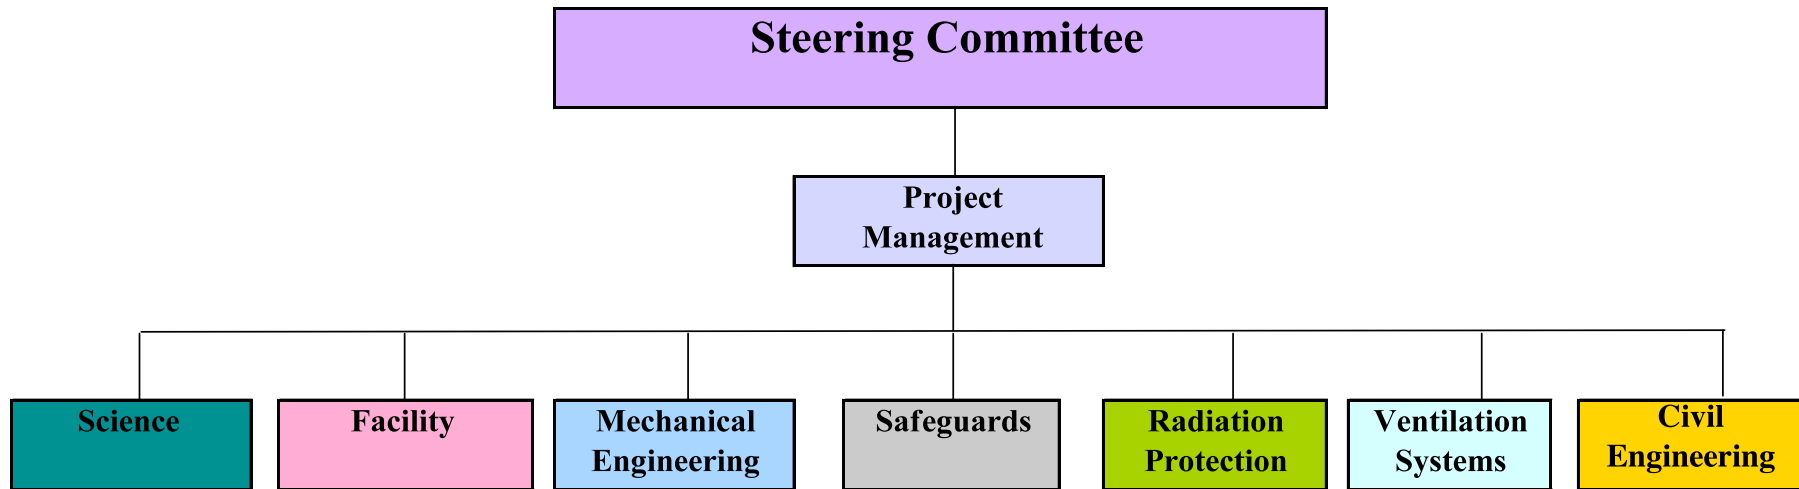 Steering Committee
Project
Management
Science
Facility
Mechanical
Engineering
Safeguards
Radiation
Protection
Ventilation
Systems
Civil
Engineering